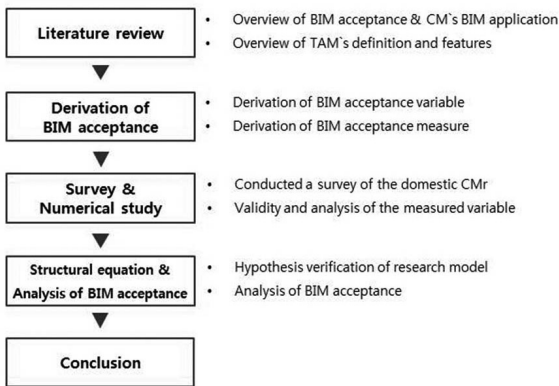 Literature review
• Overview of BIM acceptance & CM`s BIM application
• Overview of TAM`s definition and features
Derivation of
BIM acceptance
• Derivation of BIM acceptance variable
• Derivation of BIM acceptance measure
Survey &
Numerical study
• Conducted a survey of the domestic CMr
• Validity and analysis of the measured variable
Structural equation &
Analysis of BIM acceptance
• Hypothesis verification of research model
• Analysis of BIM acceptance
Conclusion